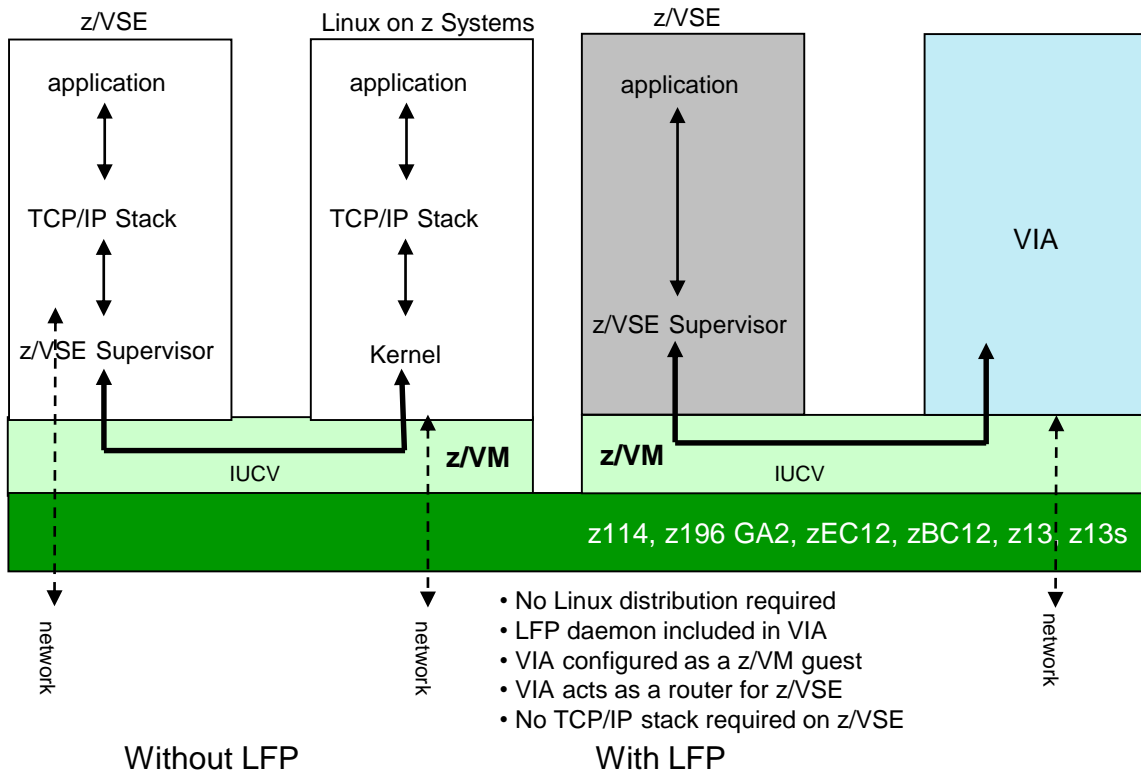 z/VSE
Linux on z Systems
z/VSE
application
application
application
TCP/IP Stack
TCP/IP Stack
VIA
z/VSE Supervisor
Kernel
z/VSE Supervisor
z/VM
IUCV
z/VM
IUCV
z114, z196 GA2, zEC12, zBC12, z13, z13s
network
network
network
• No Linux distribution required
• LFP daemon included in VIA
• VIA configured as a z/VM guest
• VIA acts as a router for z/VSE
• No TCP/IP stack required on z/VSE
Without LFP
With LFP